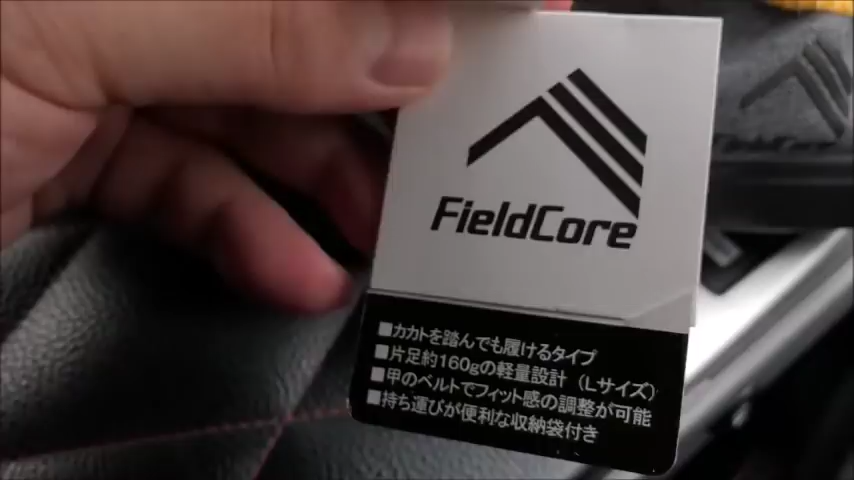 FieldCore
■カカトを踏んでも履けるタイプ
■片足約160gの軽量設計（Lサイズ）
■甲のベルトでフィット感の調整が可能
■持ち運びが便利な収納袋付き